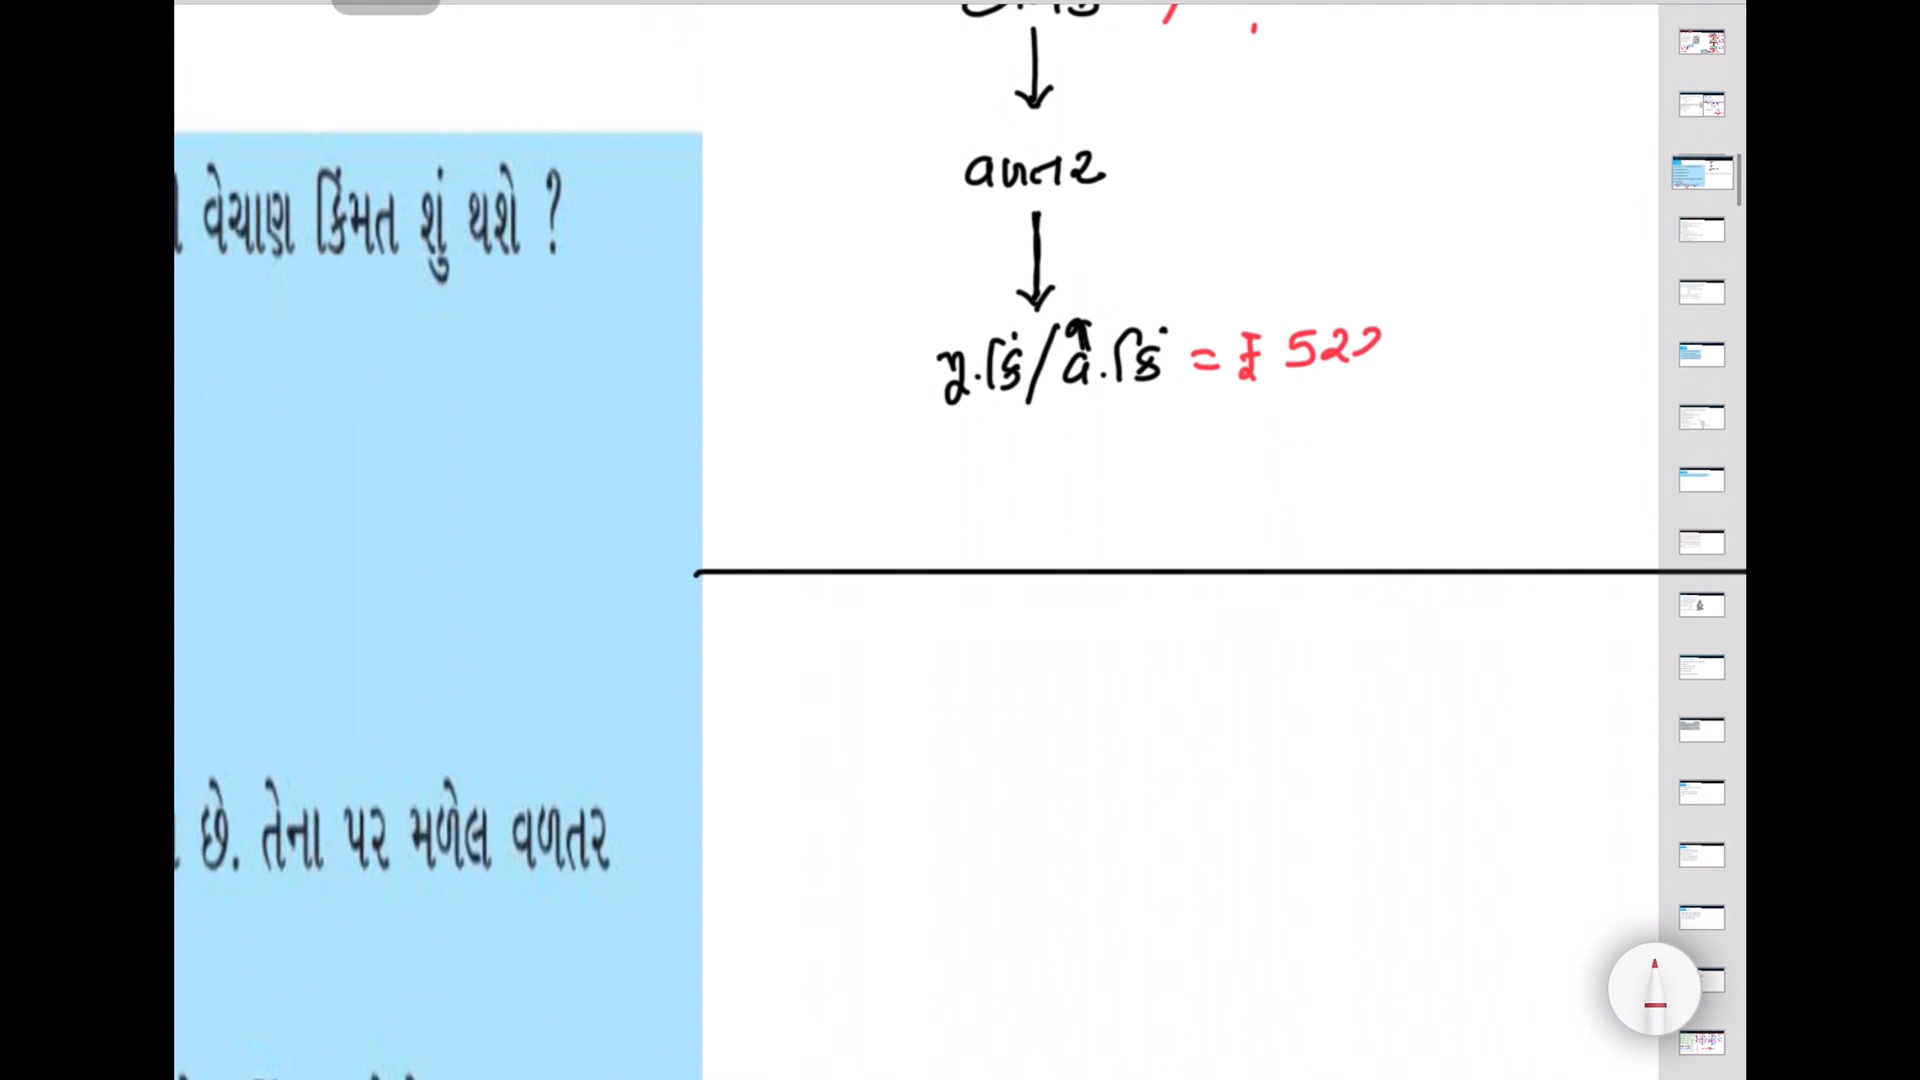 વેચાણ કિંમત શું થશે ?
છે. તેના પર મળેલ વળતર
વળતર
મૂ.કિં/વે.કિં = ₹ 522